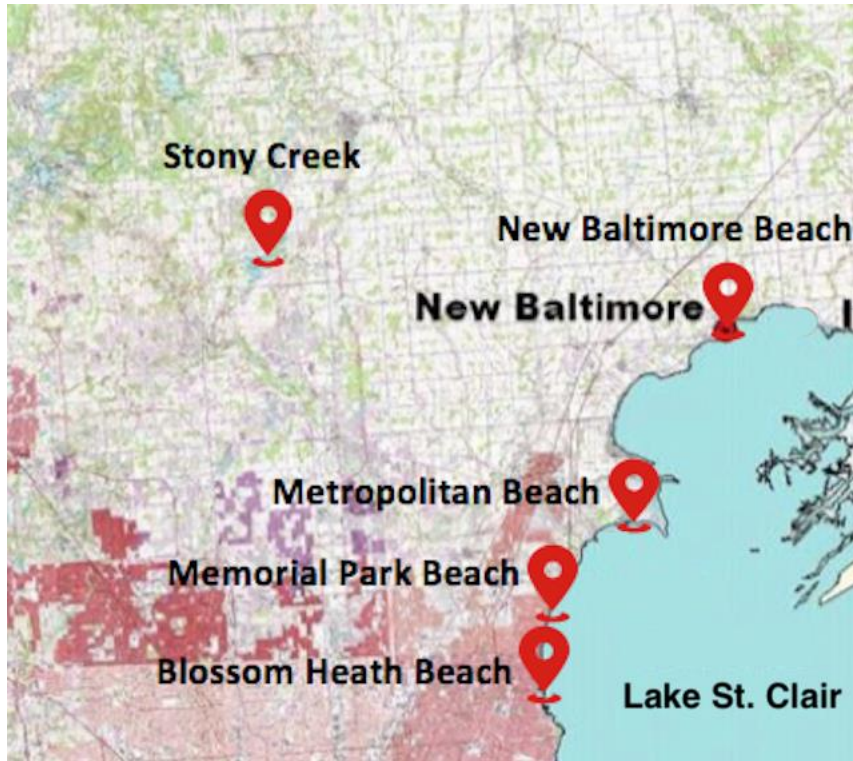 Stony Creek
New Baltimore Beach
New Baltimore
Metropolitan Beach
Memorial Park Beach
Blossom Heath Beach
Lake St. Clair